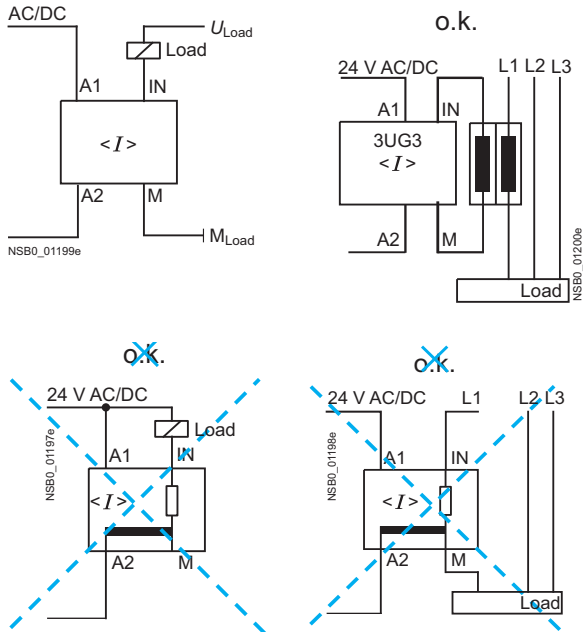 AC/DC
U Load
Load
A1 IN
<I>
A2 M
M Load
NSB0_01199e
o.k.
24 V AC/DC L1 L2 L3
A1 IN
3UG3
<I>
A2 M
Load
NSB0_01200e
o.k.
24 V AC/DC
Load
NSB0_01197e
A1 IN
<I>
A2 M
o.k.
24 V AC/DC L1 L2 L3
NSB0_01198e
A1 IN
<I>
A2 M
Load